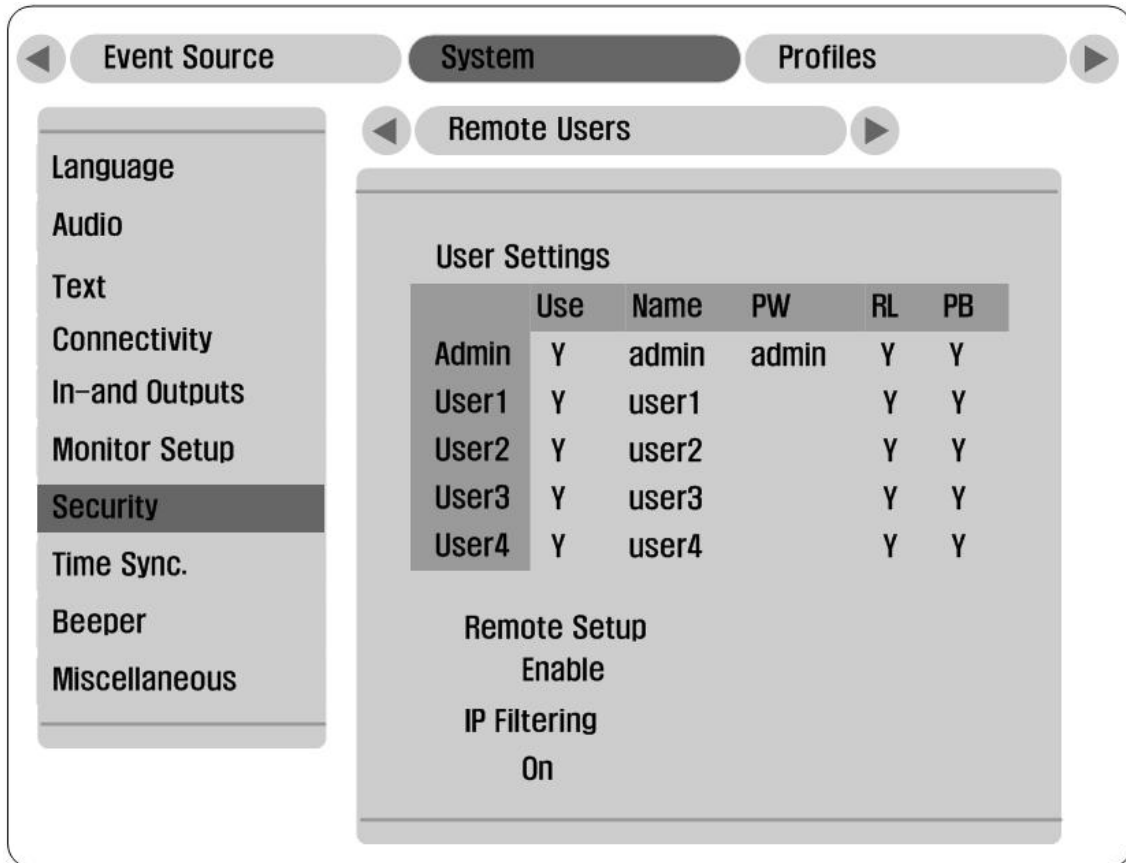 Event Source
System
Profiles
Language
Audio
Text
Connectivity
In-and Outputs
Monitor Setup
Security
Time Sync.
Beeper
Miscellaneous
Remote Users
User Settings
Use Name PW RL PB
Admin Y admin admin Y Y
User1 Y user1 Y Y
User2 Y user2 Y Y
User3 Y user3 Y Y
User4 Y user4 Y Y
Remote Setup
Enable
IP Filtering
On